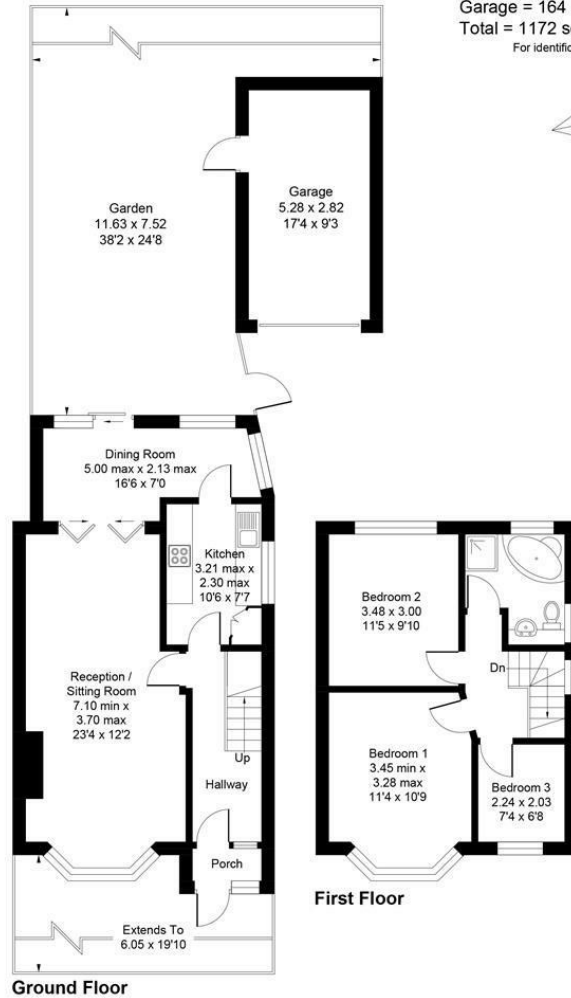 Garage = 164
Total = 1172
For
Garden
11.63 x 7.52
38'2 x 24'8
Garage
5.28 x 2.82
17'4 x 9'3
Dining Room
5.00 max x 2.13 max
16'6 x 7'0
Kitchen
3.21 max x
2.30 max
10'6 x 7'7
Reception /
Sitting Room
7.10 min x
3.70 max
23'4 x 12'2
Up
Hallway
Porch
Extends To
6.05 x 19'10
Ground Floor
Bedroom 2
3.48 x 3.00
11'5 x 9'10
Dn
Bedroom 1
3.45 min x
3.28 max
11'4 x 10'9
Bedroom 3
2.24 x 2.03
7'4 x 6'8
First Floor